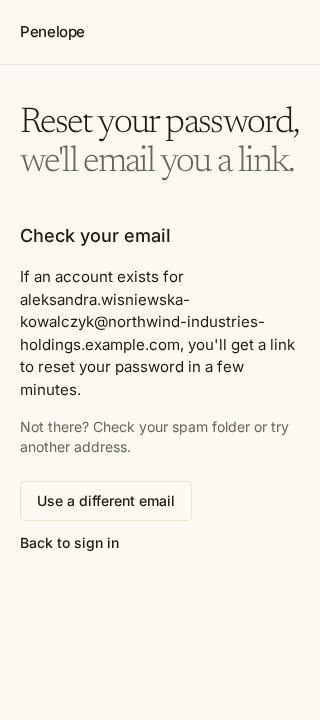 Penelope
Reset your password,
we'll email you a link.
Check your email
If an account exists for
aleksandra.wisniewska-
kowalczyk@northwind-industries-
holdings.example.com, you'll get a link
to reset your password in a few
minutes.
Not there? Check your spam folder or try
another address.
Use a different email
Back to sign in